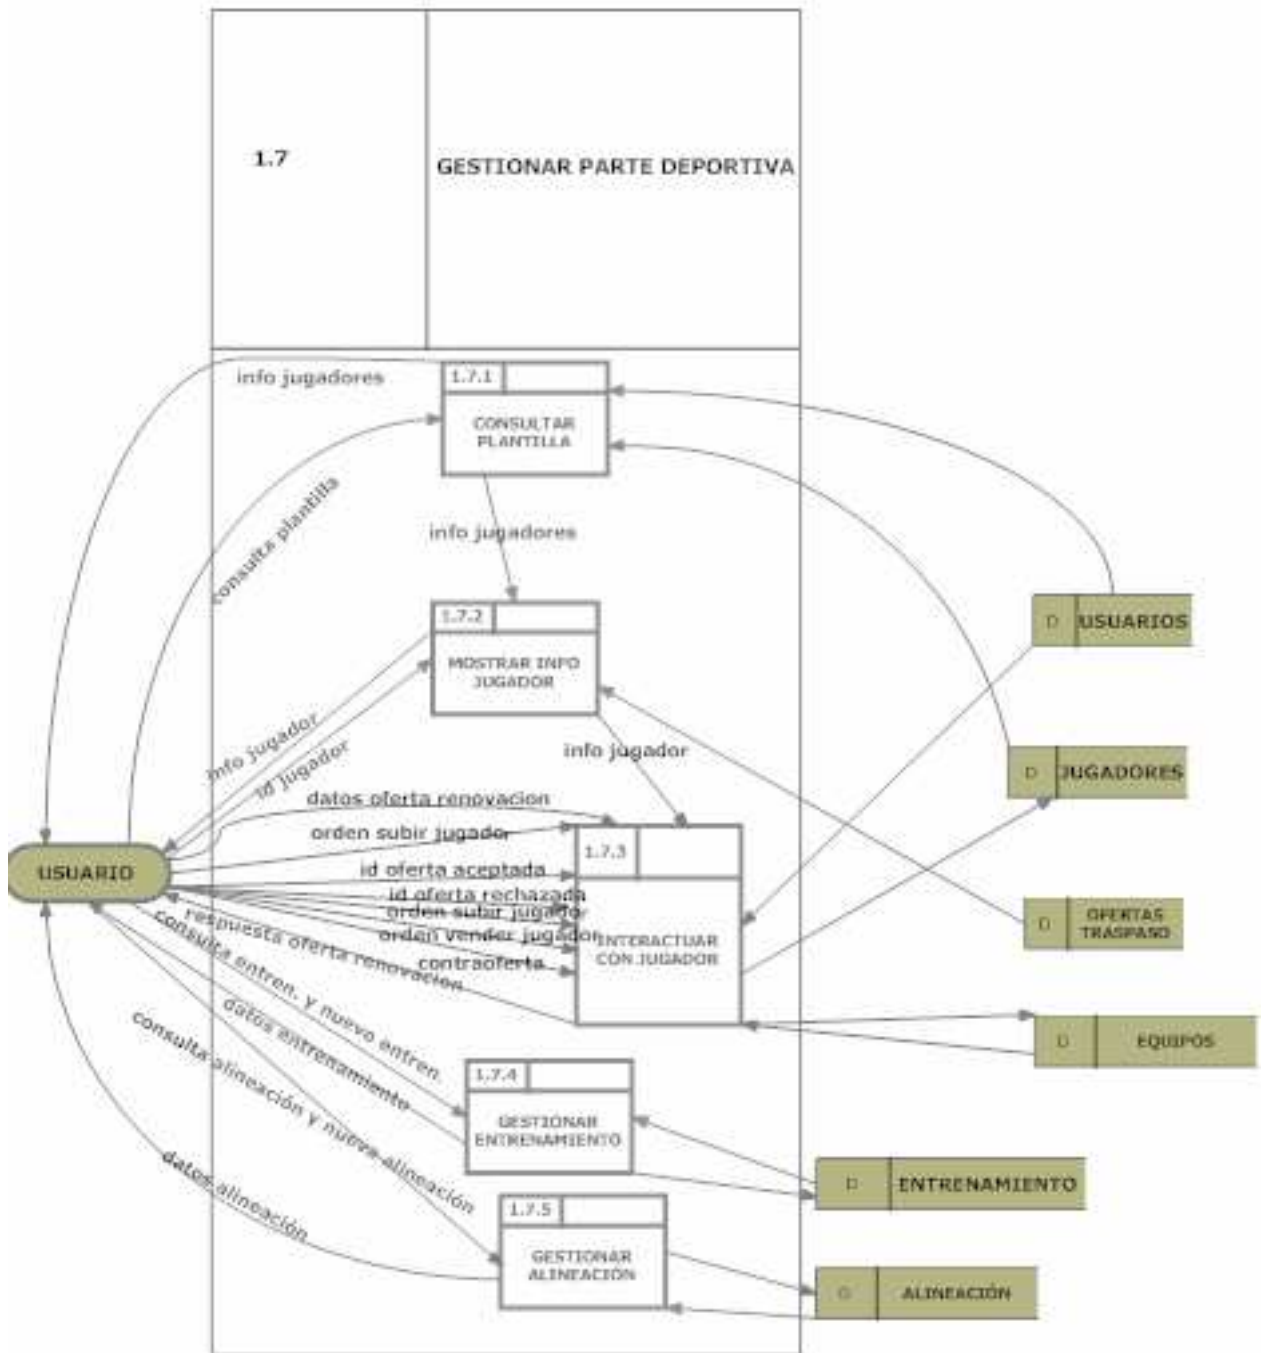 1.7
GESTIONAR PARTE DEPORTIVA
info jugadores
1.7.1
CONSULTAR
PLANTILLA
consulta plantilla
info jugadores
1.7.2
MOSTRAR INFO
JUGADOR
D
USUARIOS
info jugador
id jugador
info jugador
D
JUGADORES
datos oferta renovacion
orden subir jugador
1.7.3
USUARIO
id oferta aceptada
id oferta rechazada
orden subir jugador
orden vender jugador
contraoferta
INTERACTUAR
CON JUGADOR
D
OFERTAS
TRASPASO
respuesta oferta renovacion
consulta entren. y nuevo entren.
datos entrenamiento
consulta alineación y nueva alineación
D
EQUIPOS
1.7.4
GESTIONAR
ENTRENAMIENTO
D
ENTRENAMIENTO
datos alineación
1.7.5
GESTIONAR
ALINEACIÓN
D
ALINEACIÓN